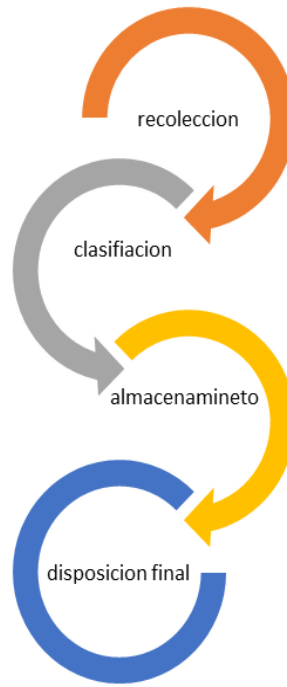 recoleccion
clasifiacion
almacenamineto
disposicion final